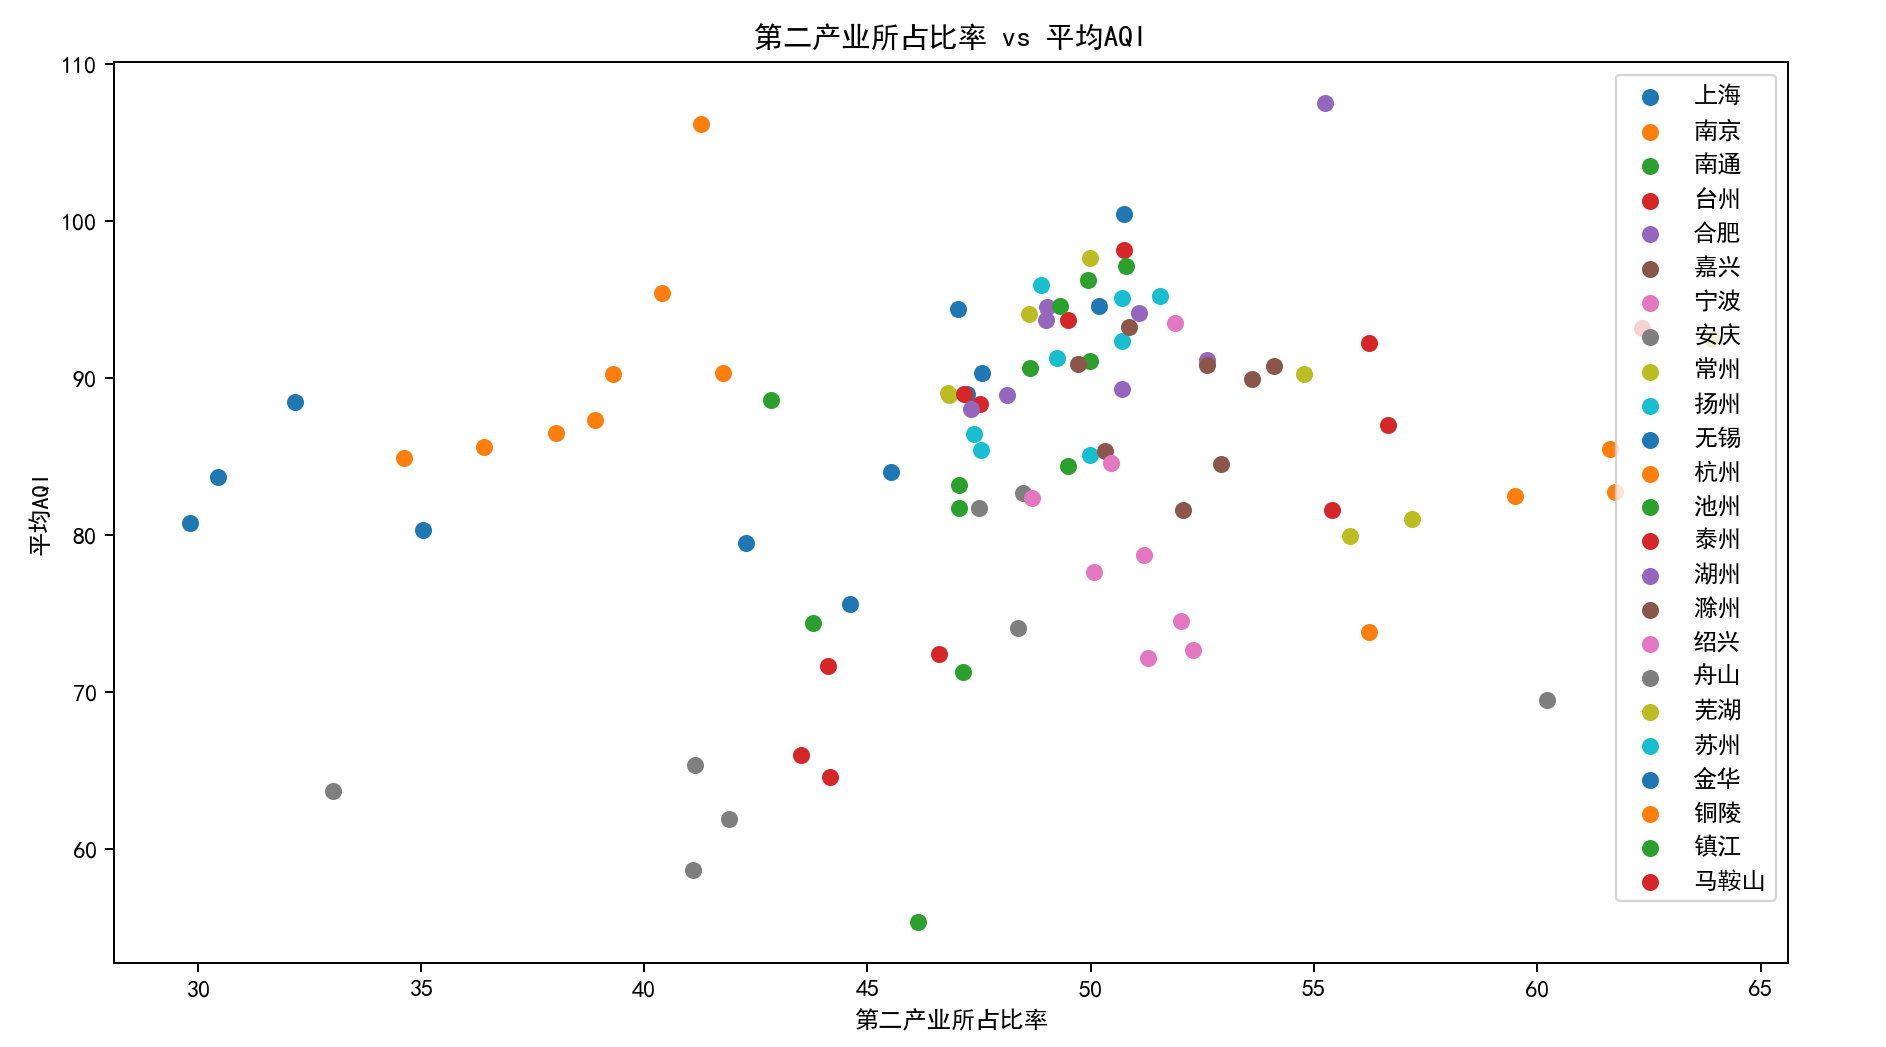 第二产业所占比率 vs 平均AQI
110
100
90
80
70
60
平均AQI
30
35
40
45
50
55
60
65
第二产业所占比率
上海
南京
南通
台州
合肥
嘉兴
宁波
安庆
常州
扬州
无锡
杭州
池州
泰州
湖州
滁州
绍兴
舟山
芜湖
苏州
金华
铜陵
镇江
马鞍山